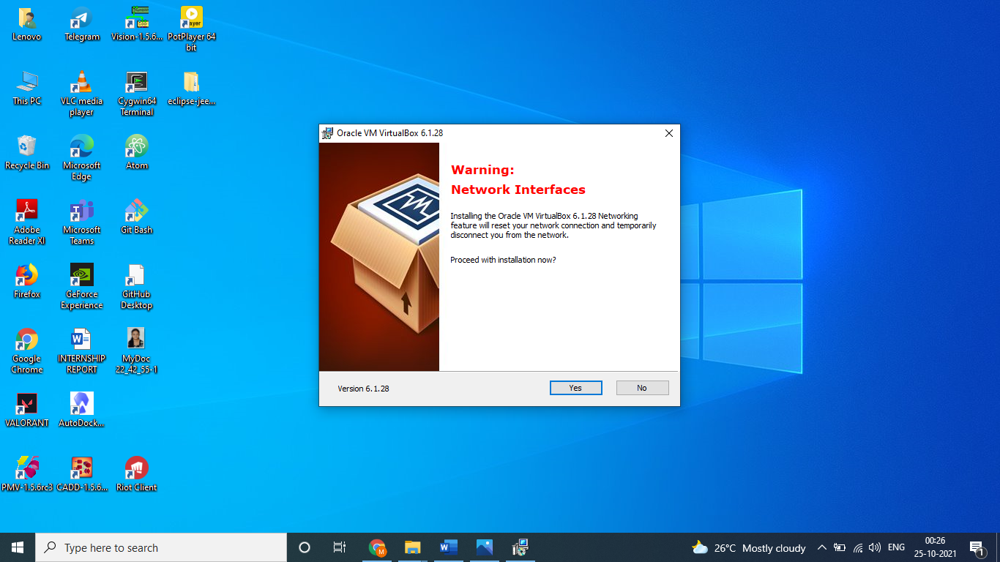 Lenovo
Telegram
Vision-1.5.6...
PotPlayer 64
bit
This PC
VLC media
player
Cygwin64
Terminal
eclipse-jee...
Recycle Bin
Microsoft
Edge
Atom
Adobe
Reader XI
Microsoft
Teams
Git Bash
Firefox
GeForce
Experience
GitHub
Desktop
Google
Chrome
INTERNSHIP
REPORT
MyDoc
22_42_55-1
VALORANT
AutoDock...
PMV-1.5.6rc3
CADD-1.5.6...
Riot Client
Oracle VM VirtualBox 6.1.28
Warning:
Network Interfaces
Installing the Oracle VM VirtualBox 6.1.28 Networking
feature will reset your network connection and temporarily
disconnect you from the network.
Proceed with installation now?
Version 6.1.28
Yes
No
Type here to search
26°C Mostly cloudy
ENG
00:26
25-10-2021
1